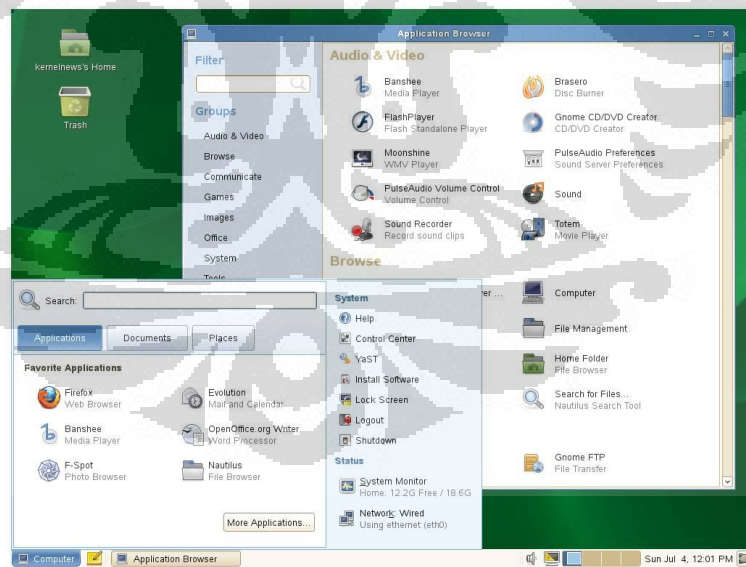 kernelnews's Home
Trash
Application Browser
Filter
Groups
Audio & Video
Browse
Communicate
Games
Images
Office
System
Tools
Audio & Video
Banshee
Media Player
Brasero
Disc Burner
FlashPlayer
Flash Standalone Player
Gnome CD/DVD Creator
CD/DVD Creator
Moonshine
WMV Player
PulseAudio Preferences
Sound Server Preferences
PulseAudio Volume Control
Volume Control
Sound
Sound Recorder
Record sound clips
Totem
Movie Player
Browse
Computer
File Management
Home Folder
File Browser
Search for Files...
Nautilus Search Tool
Gnome FTP
File Transfer
Search:
Applications
Documents
Places
Favorite Applications
Firefox
Web Browser
Evolution
Mail and Calendar
Banshee
Media Player
OpenOffice.org Writer
Word Processor
F-Spot
Photo Browser
Nautilus
File Browser
More Applications...
System
Help
Control Center
YaST
Install Software
Lock Screen
Logout
Shutdown
Status
System Monitor
Home: 12.2G Free / 18.6G
Network: Wired
Using ethernet (eth0)
Computer
Application Browser
Sun Jul 4, 12:01 PM